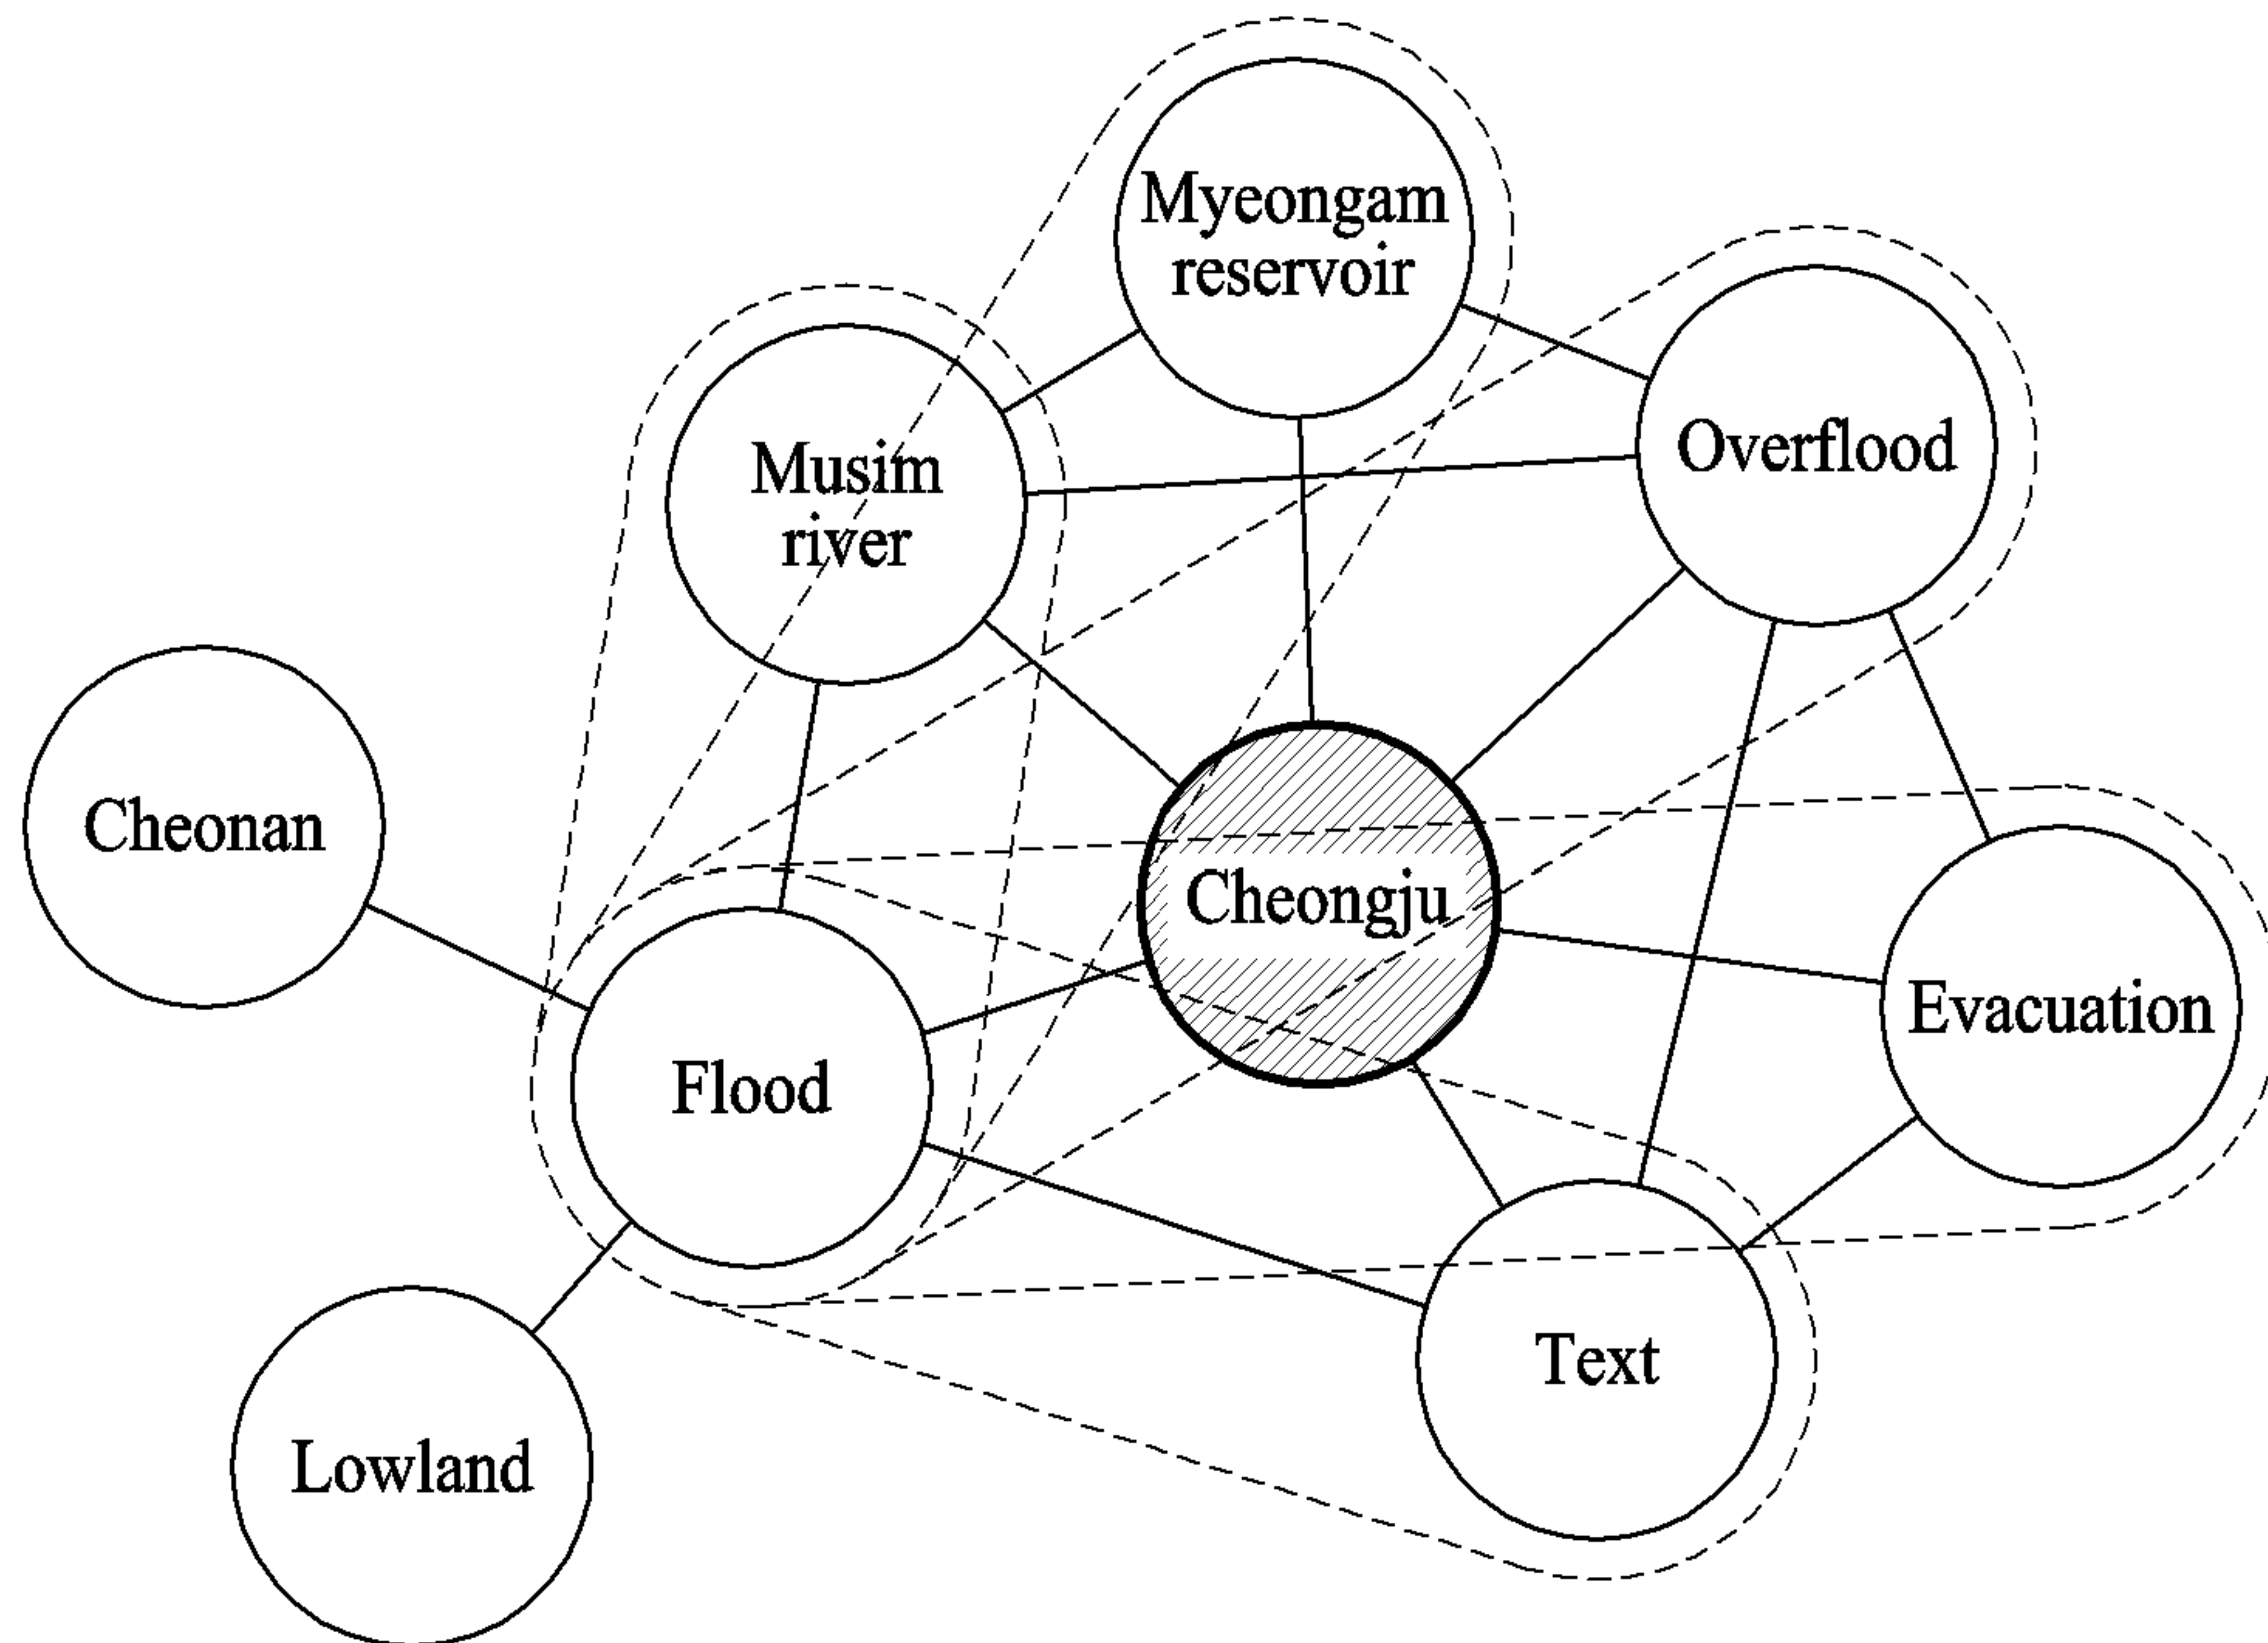 Myeongam
reservoir
Overflood
Musim
river
Cheonan
Cheongju
Evacuation
Flood
Text
Lowland